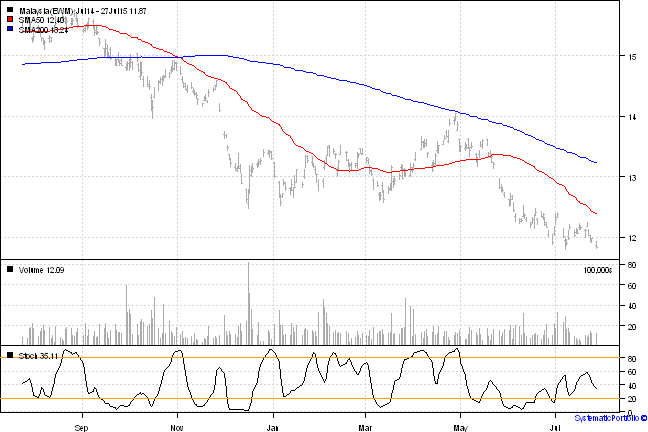 Malaysia(EWM) Jul14 - 27Jul15 11.87
SMA50 12.40
SMA200 13.24
15
14
13
12
Volume 12.09
100,000s
80
60
40
20
Stoch 35.11
80
60
40
20
0
Sep
Nov
Jan
Mar
May
Jul
SystematicPortfolio ©